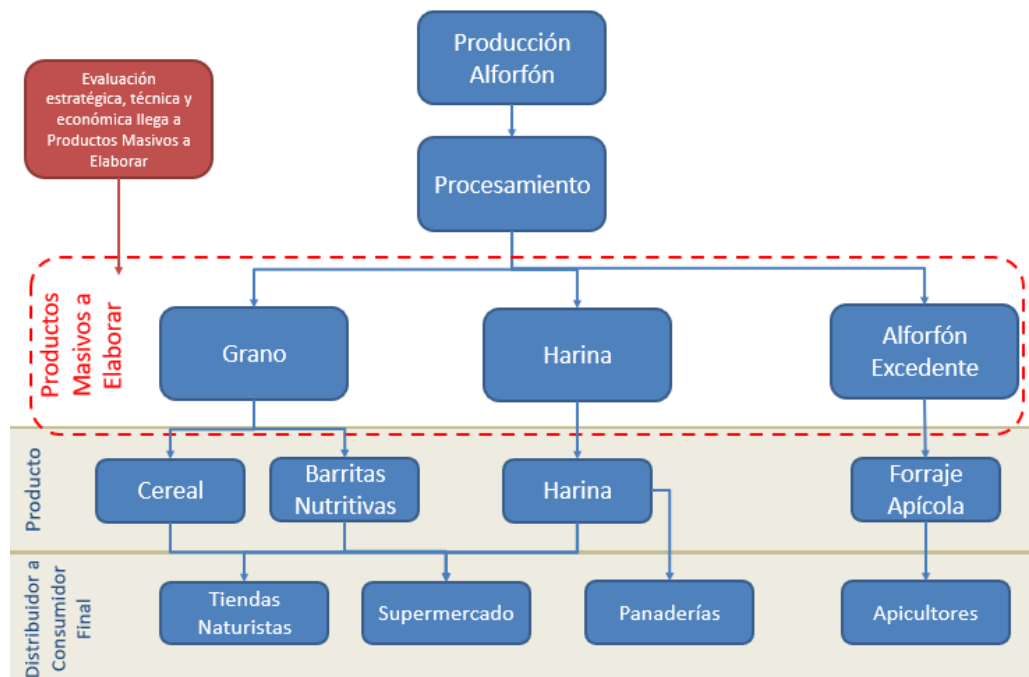 Producción
Alforfón
Evaluación
estratégica, técnica y
económica llega a
Productos Masivos a
Elaborar
Procesamiento
Productos
Masivos a
Elaborar
Grano
Harina
Alforfón
Excedente
Producto
Cereal
Barritas
Nutritivas
Harina
Forraje
Apícola
Distribuidor a
Consumidor
Final
Tiendas
Naturistas
Supermercado
Panaderías
Apicultores